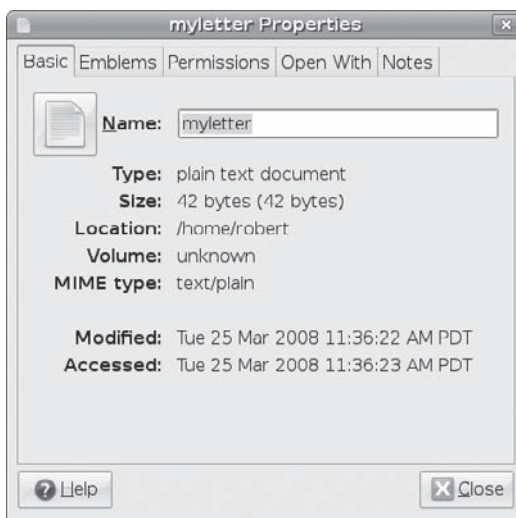 myletter Properties
Basic Emblems Permissions Open With Notes
Name: myletter
Type: plain text document
Size: 42 bytes (42 bytes)
Location: /home/robert
Volume: unknown
MIME type: text/plain
Modified: Tue 25 Mar 2008 11:36:22 AM PDT
Accessed: Tue 25 Mar 2008 11:36:23 AM PDT
Help Close